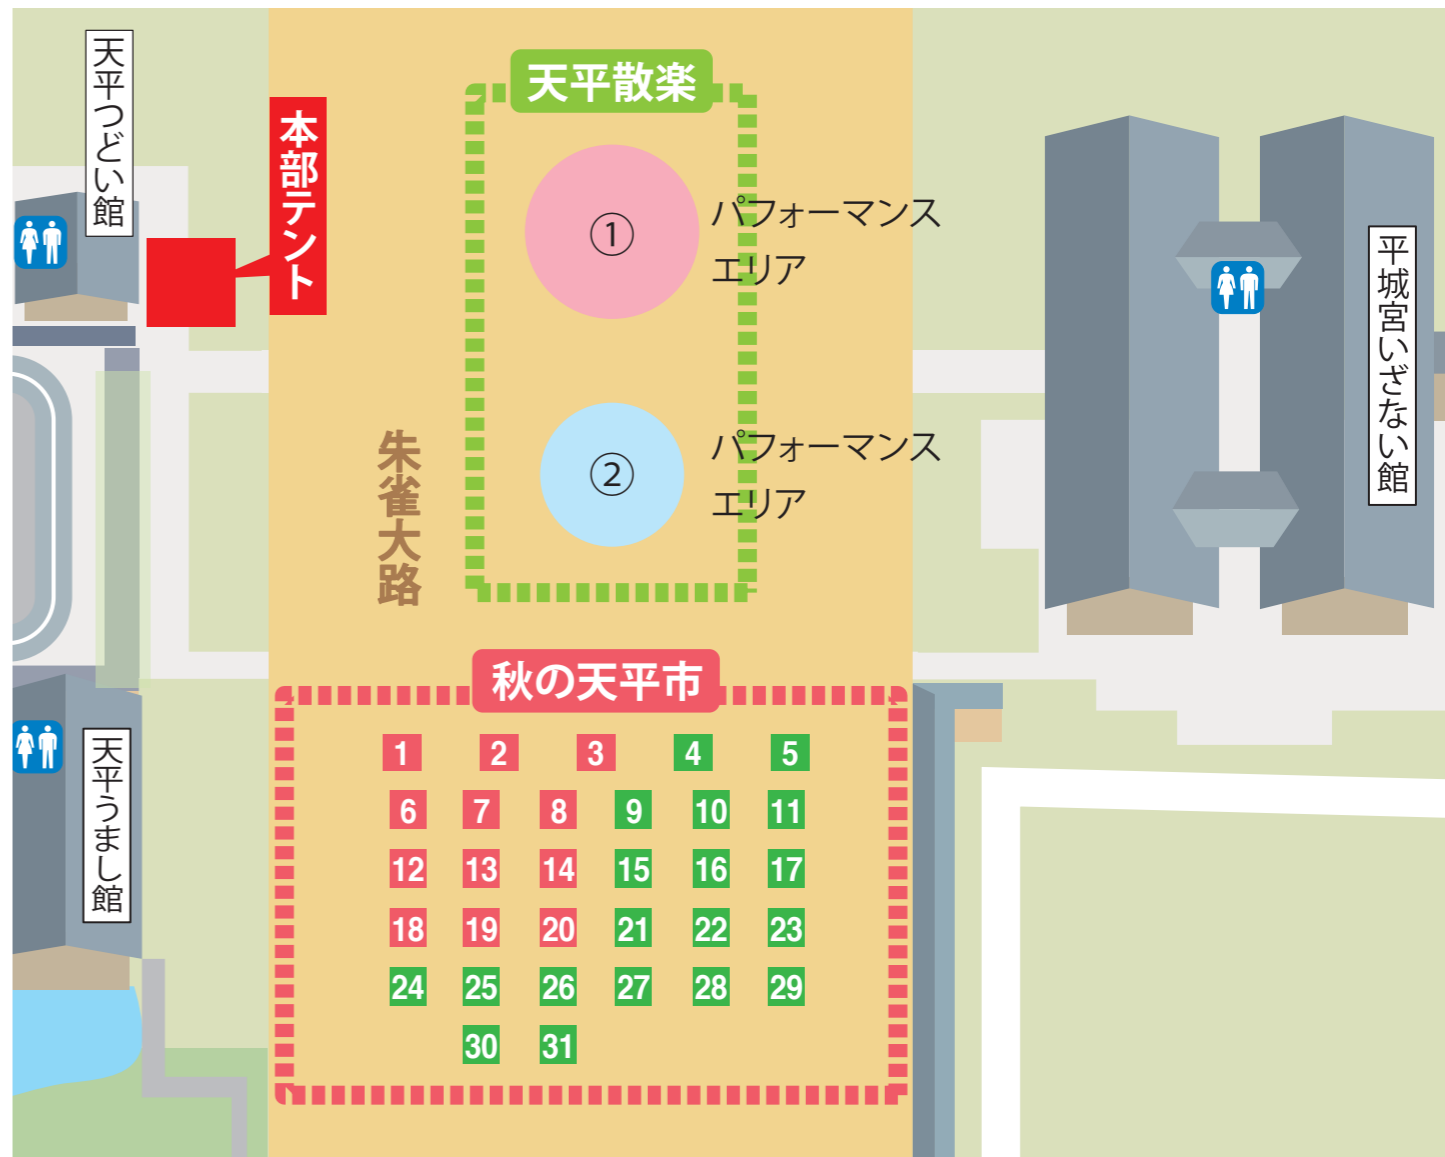 天平つどい館
本部テント
天平散楽
①
パフォーマンス
エリア
平城宮いざない館
朱雀大路
②
パフォーマンス
エリア
秋の天平市
天平うまし館
1 2 3 4 5
6 7 8 9 10 11
12 13 14 15 16 17
18 19 20 21 22 23
24 25 26 27 28 29
30 31